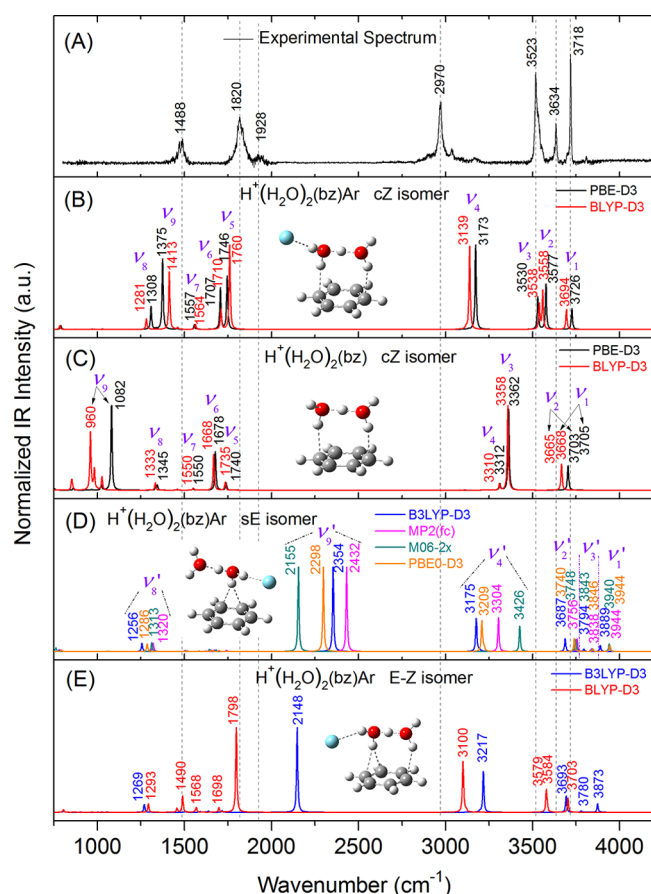 (A)
Experimental Spectrum
1488
1820
1928
2970
3523
3634
3718
(B)
H⁺(H₂O)₂(bz)Ar cZ isomer
PBE-D3
BLYP-D3
ν₈
ν₉
ν₇
ν₆
ν₅
ν₄
ν₃
ν₂
ν₁
1281
1308
1375
1413
1557
1564
1707
1710
1746
1760
3139
3173
3530
3538
3558
3577
3694
3726
(C)
H⁺(H₂O)₂(bz) cZ isomer
PBE-D3
BLYP-D3
ν₉
ν₈
ν₇
ν₆
ν₅
ν₄
ν₃
ν₂
ν₁
960
1082
1333
1345
1550
1550
1668
1678
1735
1740
3310
3312
3358
3362
3665
3668
3705
(D)
H⁺(H₂O)₂(bz)Ar sE isomer
B3LYP-D3
MP2(fc)
M06-2x
PBE0-D3
ν₈'
ν₉'
ν₄'
ν₂'
ν₃'
ν₁'
1256
1286
1313
1320
2155
2298
2354
2432
3175
3209
3304
3426
3687
3740
3756
3748
3794
3843
3838
3846
3889
3940
3944
3944
(E)
H⁺(H₂O)₂(bz)Ar E-Z isomer
B3LYP-D3
BLYP-D3
1269
1293
1490
1568
1698
1798
2148
3100
3217
3579
3584
3693
3703
3780
3873
1000 1500 2000 2500 3000 3500 4000
Wavenumber (cm⁻¹)
Normalized IR Intensity (a.u.)